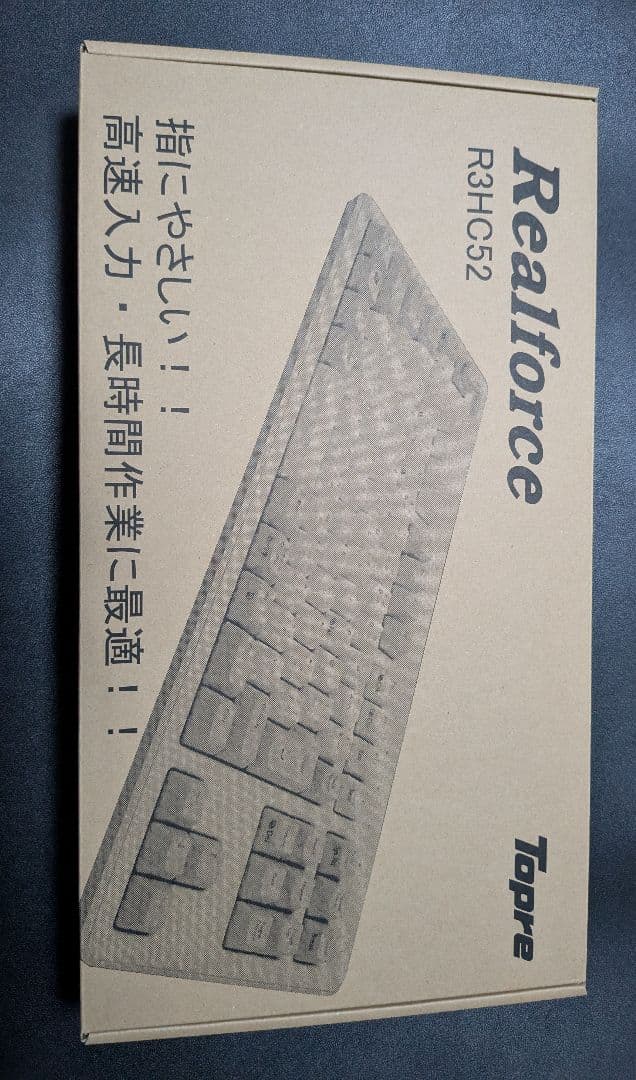 Realforce
R3HC52
Topre
指にやさしい！！
高速入力・長時間作業に最適！！